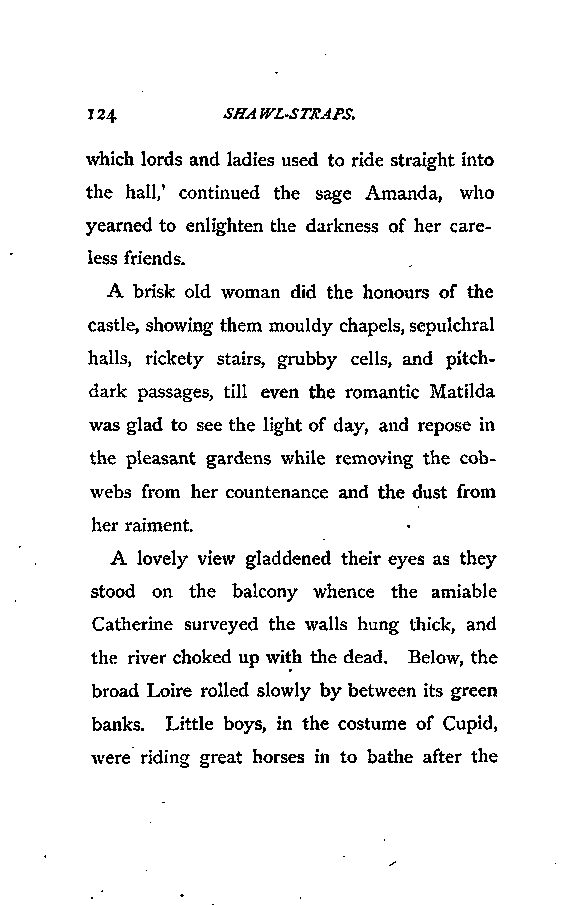 124 SHAWL-STRAPS.
which lords and ladies used to ride straight into
the hall,' continued the sage Amanda, who
yearned to enlighten the darkness of her care-
less friends.
A brisk old woman did the honours of the
castle, showing them mouldy chapels, sepulchral
halls, rickety stairs, grubby cells, and pitch-
dark passages, till even the romantic Matilda
was glad to see the light of day, and repose in
the pleasant gardens while removing the cob-
webs from her countenance and the dust from
her raiment.
A lovely view gladdened their eyes as they
stood on the balcony whence the amiable
Catherine surveyed the walls hung thick, and
the river choked up with the dead. Below, the
broad Loire rolled slowly by between its green
banks. Little boys, in the costume of Cupid,
were riding great horses in to bathe after the